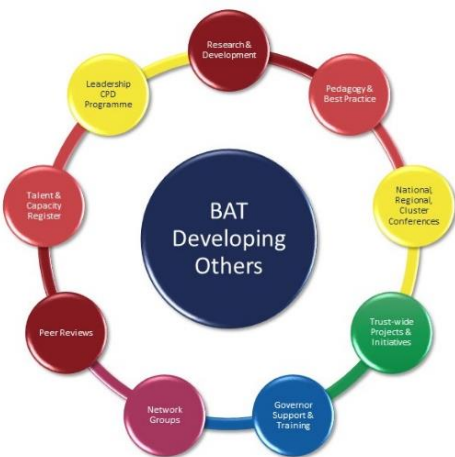 Research &
Development
Pedagogy &
Best Practice
National,
Regional,
Cluster
Conferences
Trust-wide
Projects &
Initiatives
Governor
Support &
Training
Network
Groups
Peer Reviews
Talent &
Capacity
Register
Leadership
CPD
Programme
BAT
Developing
Others